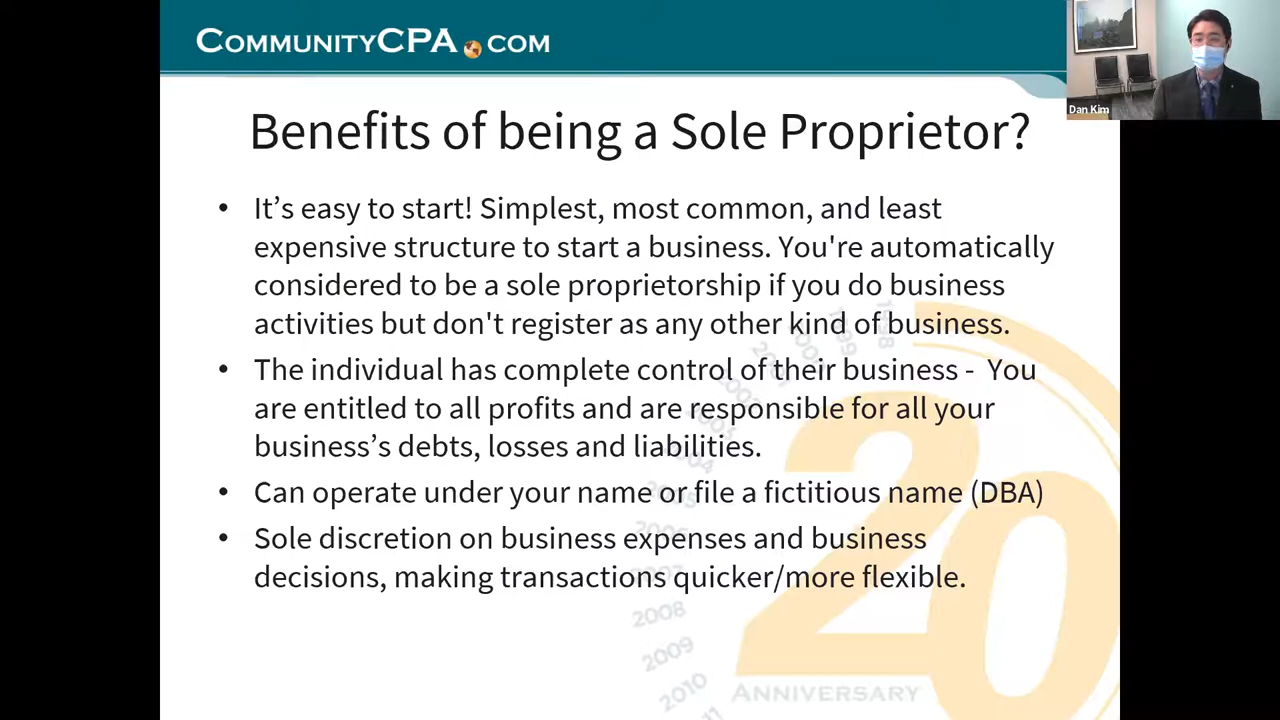 COMMUNITYCPA.COM
Dan Kim
Benefits of being a Sole Proprietor?
• It’s easy to start! Simplest, most common, and least
expensive structure to start a business. You're automatically
considered to be a sole proprietorship if you do business
activities but don't register as any other kind of business.
• The individual has complete control of their business -  You
are entitled to all profits and are responsible for all your
business’s debts, losses and liabilities.
• Can operate under your name or file a fictitious name (DBA)
• Sole discretion on business expenses and business
decisions, making transactions quicker/more flexible.
1998
1999
2008
2009
2010
20
ANNIVERSARY